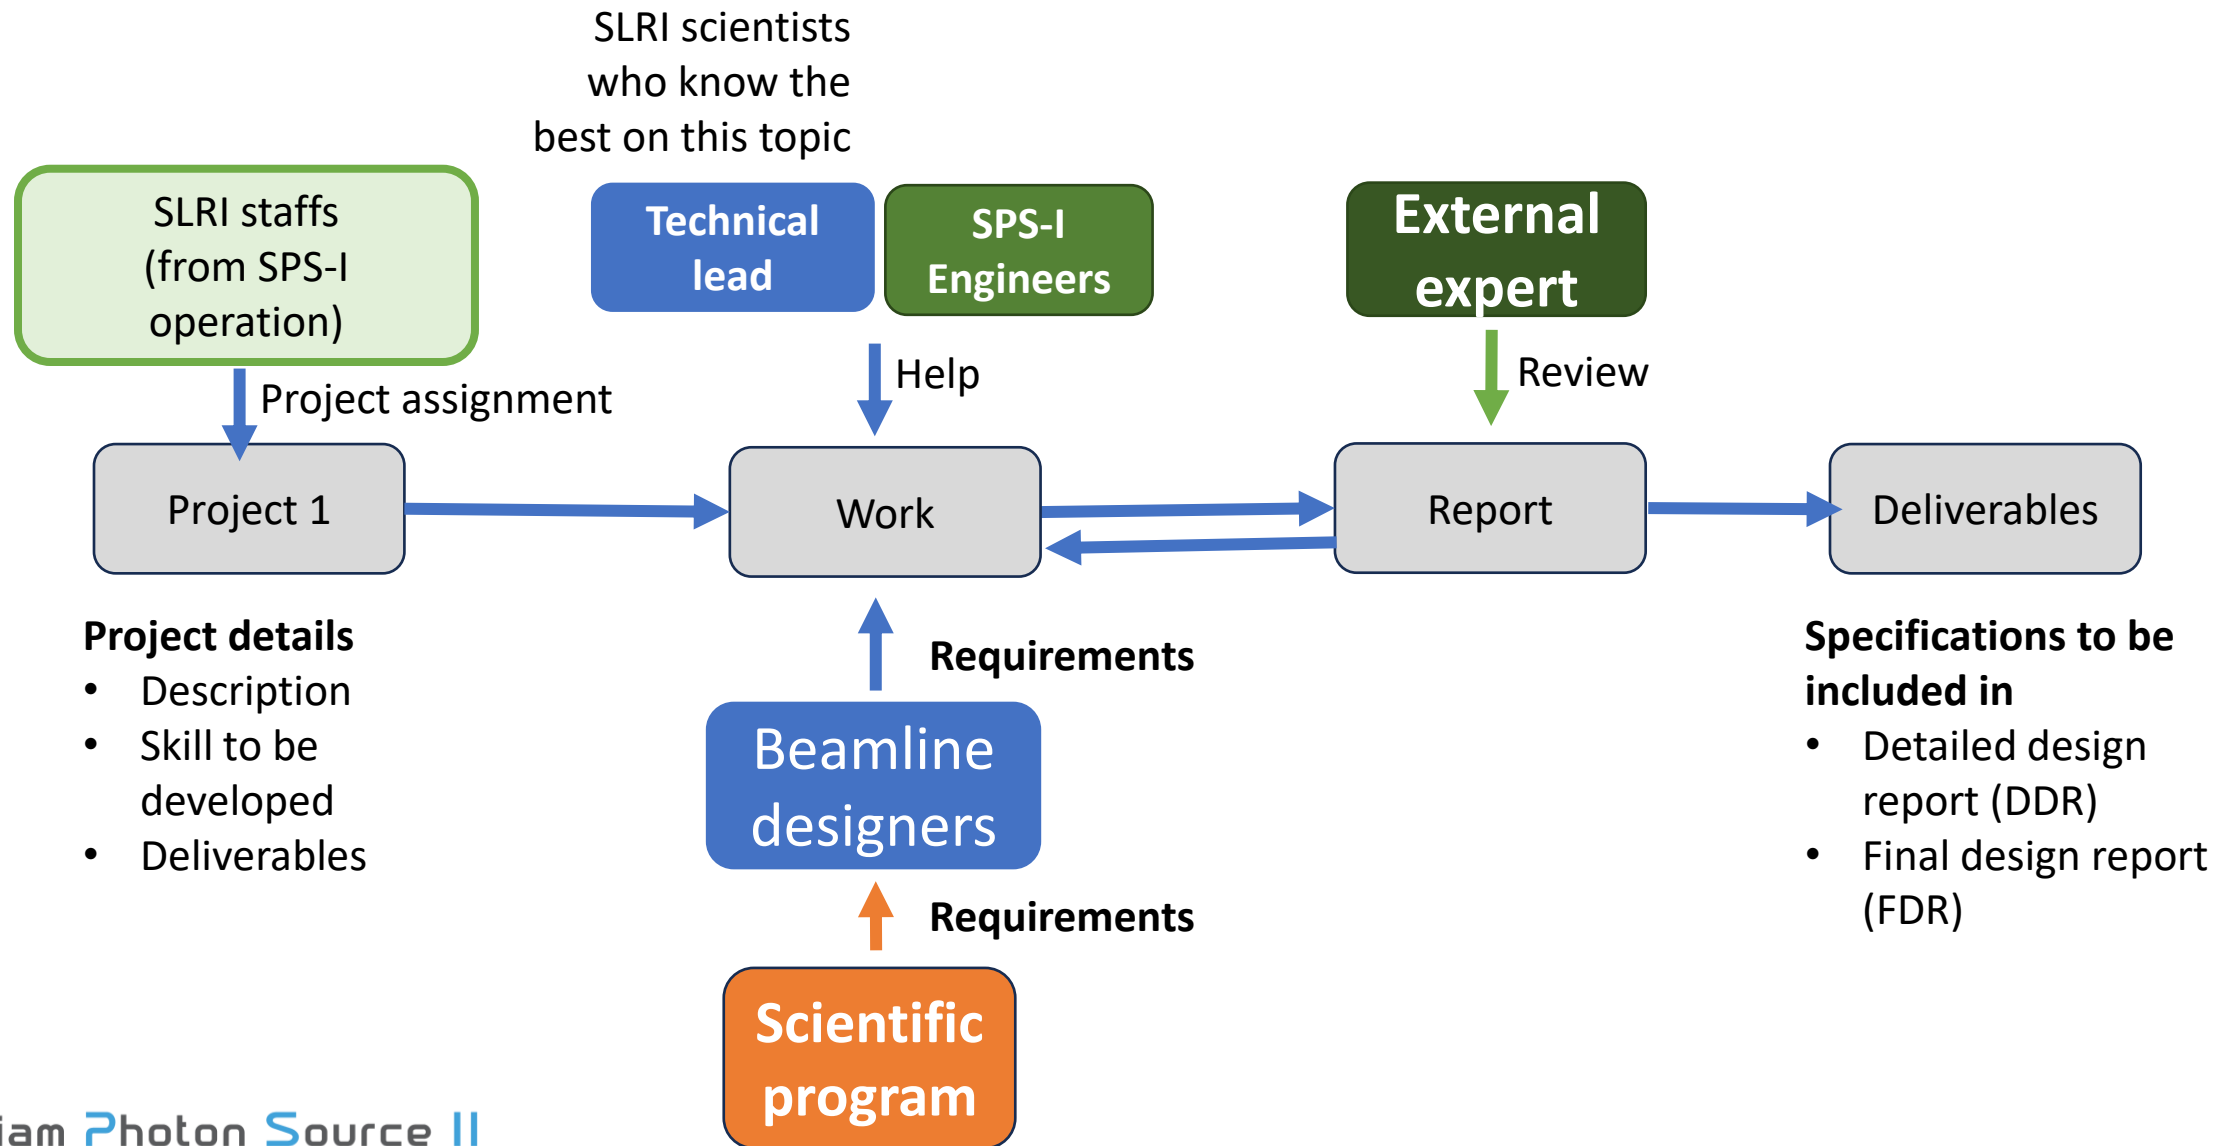 SLRI scientists
who know the
best on this topic
SLRI staffs
(from SPS-I
operation)
Technical
lead
SPS-I
Engineers
External
expert
Project assignment
Help
Review
Project 1
Work
Report
Deliverables
Project details
• Description
• Skill to be
developed
• Deliverables
Requirements
Beamline
designers
Requirements
Scientific
program
Specifications to be
included in
• Detailed design
report (DDR)
• Final design report
(FDR)
iam Photon Source II